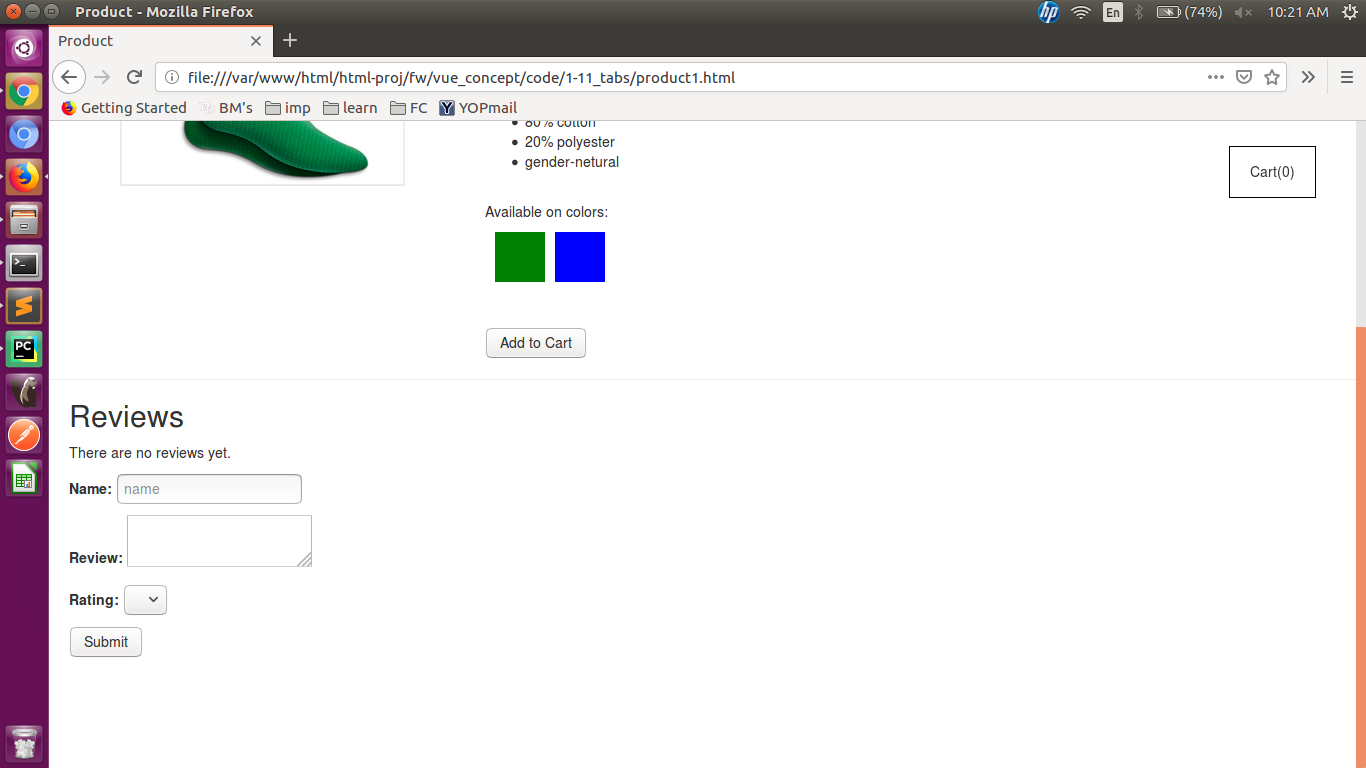 Product - Mozilla Firefox
En
(74%)
10:21 AM
Product
file:///var/www/html/html-proj/fw/vue_concept/code/1-11_tabs/product1.html
Getting Started BM's imp learn FC YOPmail
80% cotton
20% polyester
gender-netural
Cart(0)
Available on colors:
Add to Cart
Reviews
There are no reviews yet.
Name: name
Review:
Rating:
Submit
hp
PC
Y